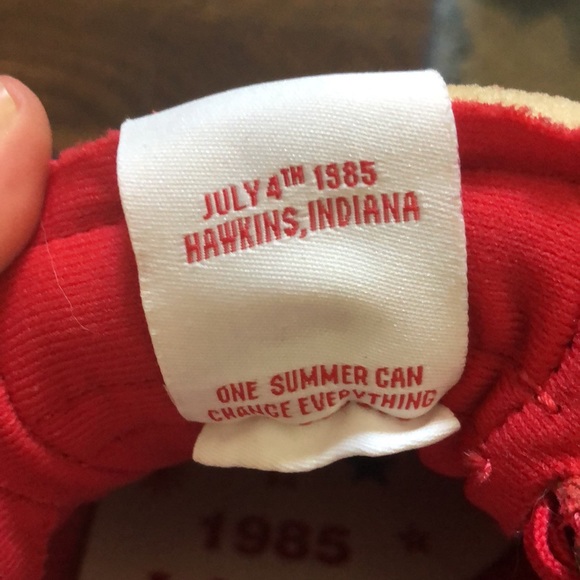 JULY 4TH 1985
HAWKINS, INDIANA
ONE SUMMER CAN
CHANGE EVERYTHING
1985